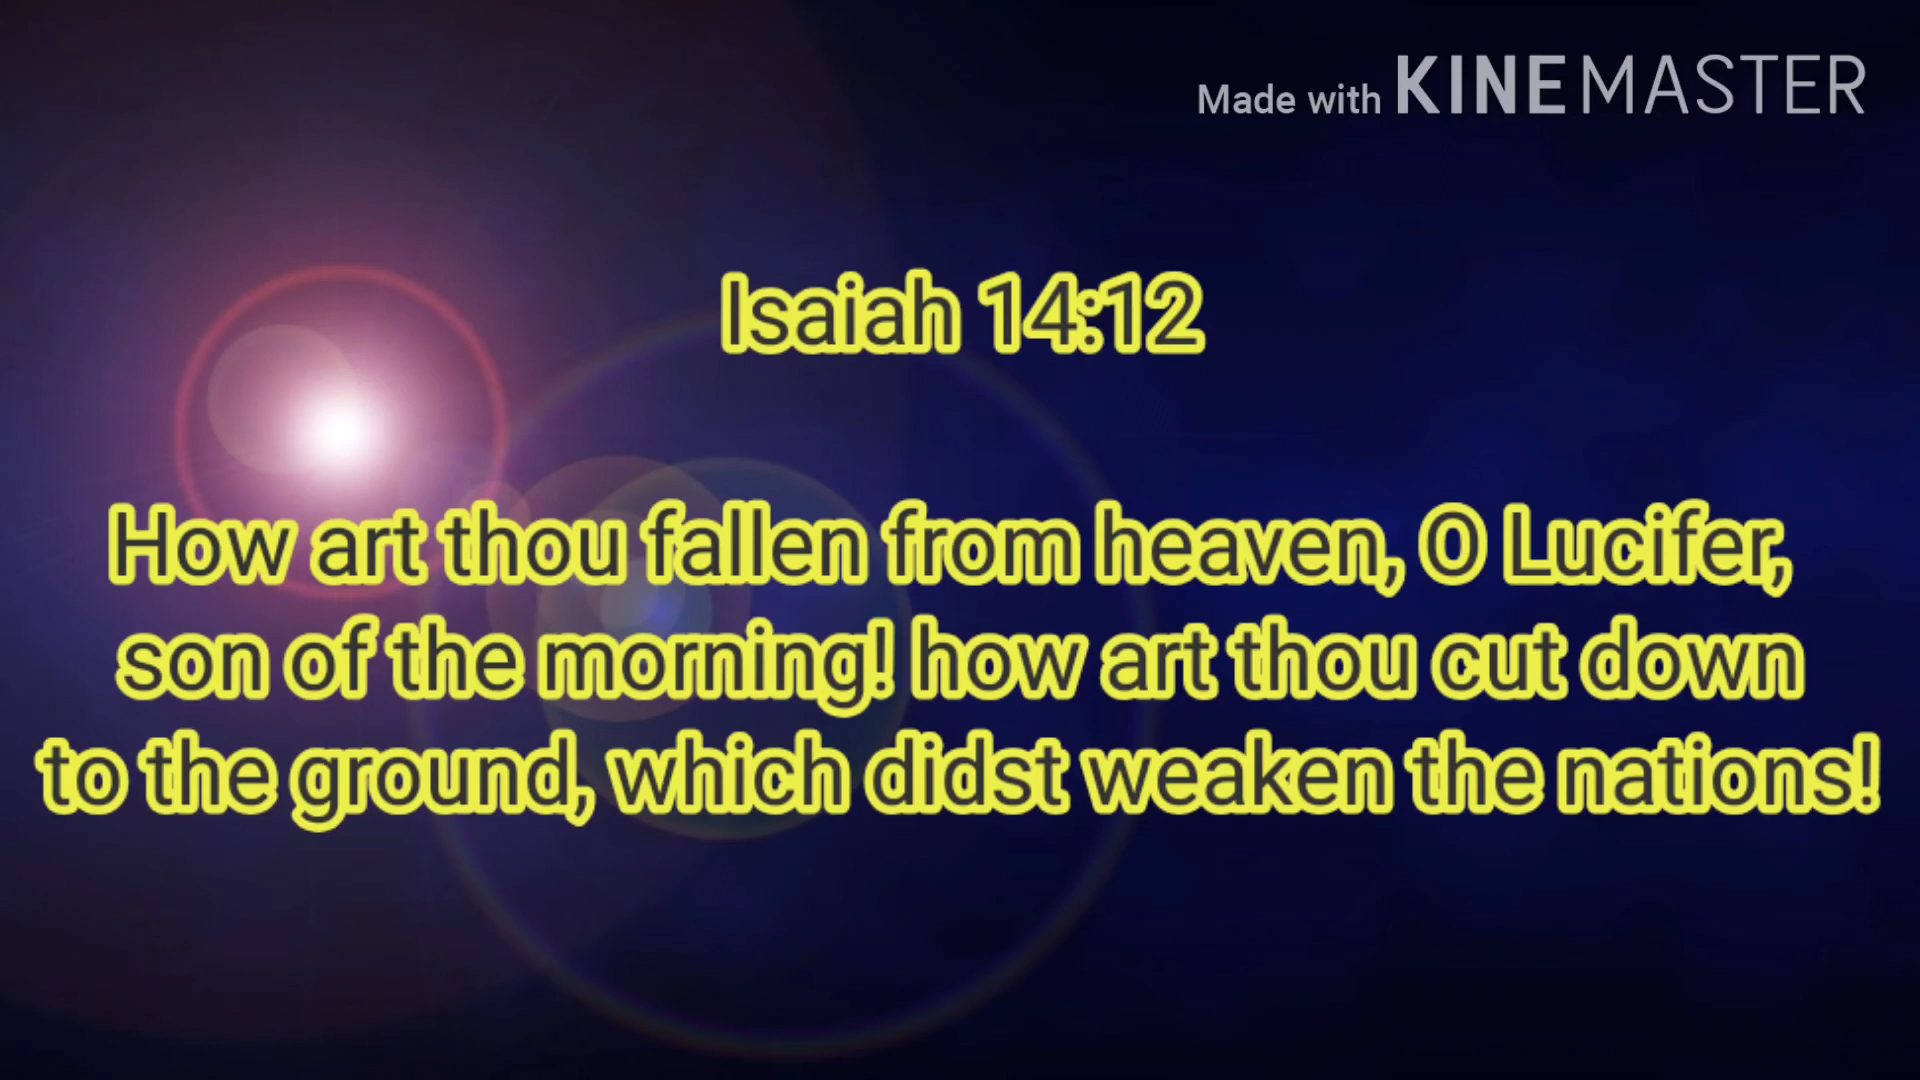 Made with KINEMASTER
Isaiah 14:12
How art thou fallen from heaven, O Lucifer,
son of the morning! how art thou cut down
to the ground, which didst weaken the nations!